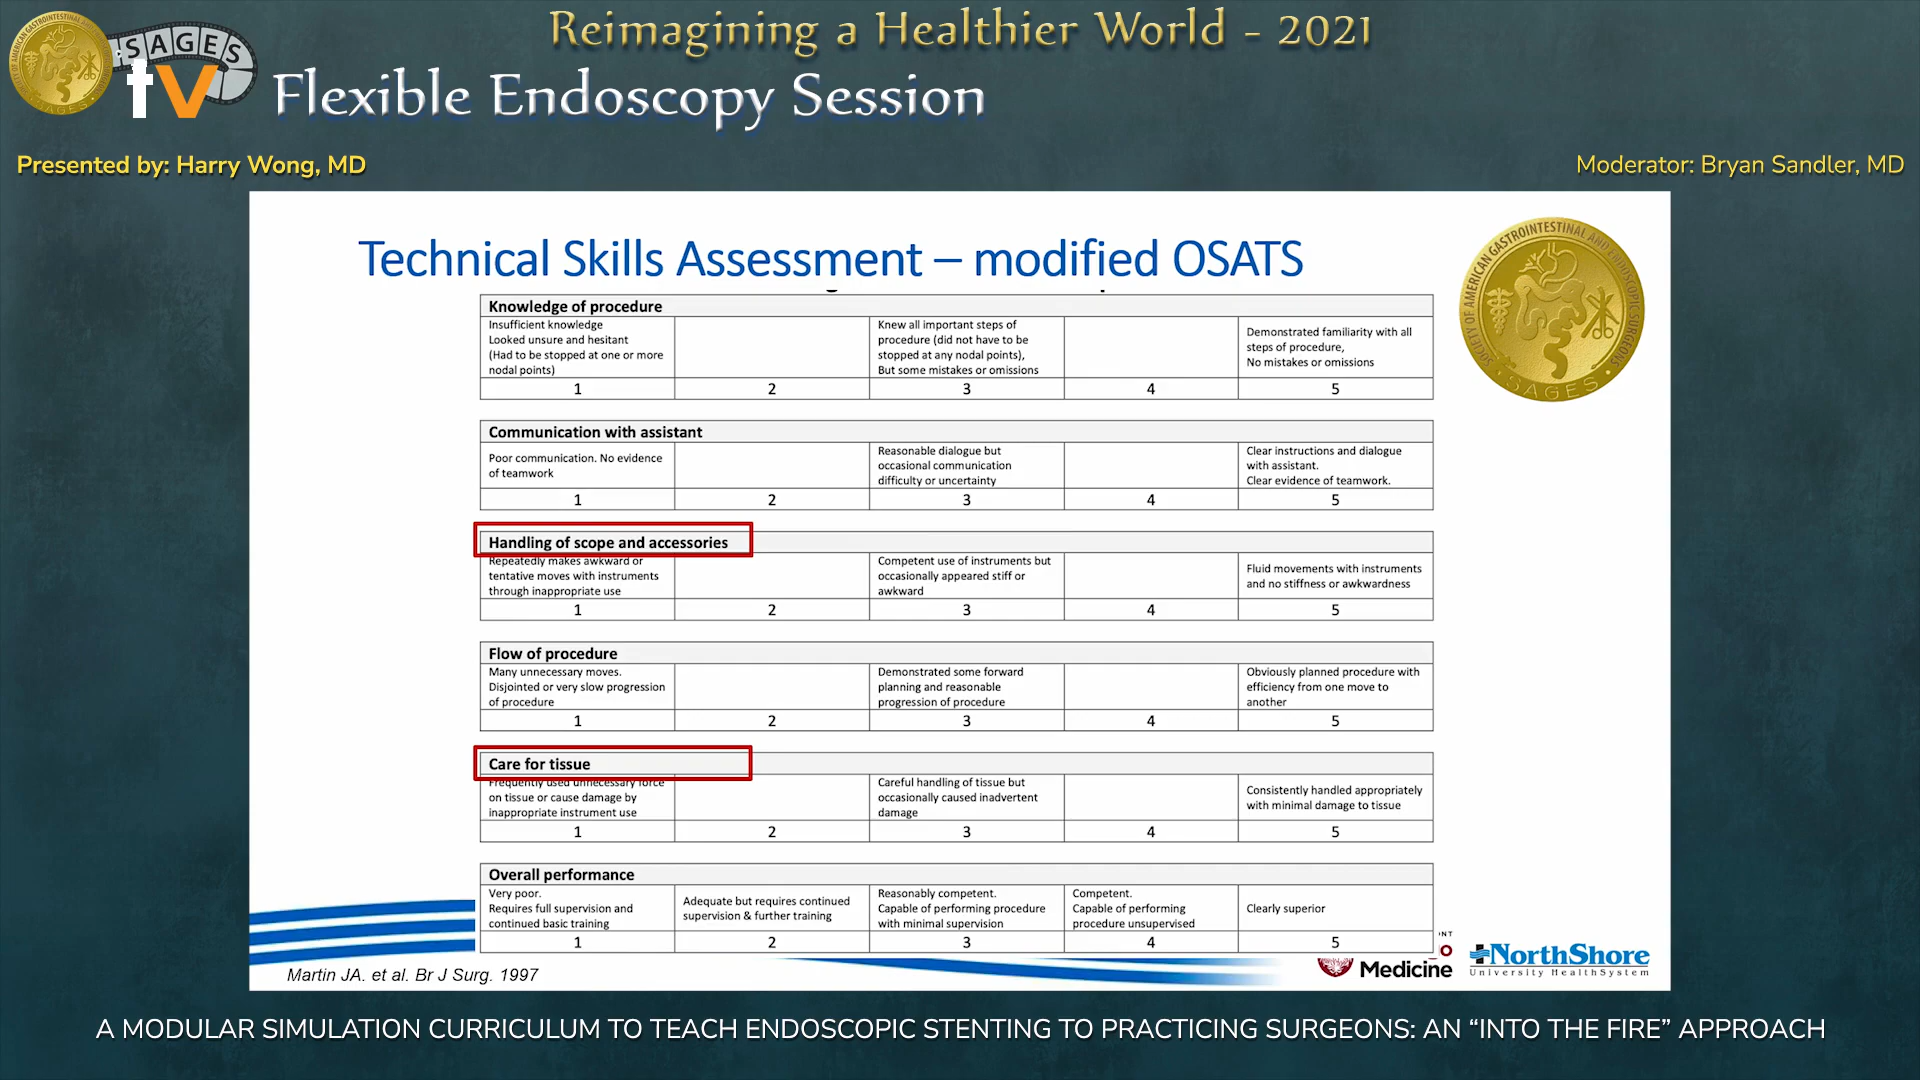 Reimagining a Healthier World - 2021
SAGES
tv
Flexible Endoscopy Session
Presented by: Harry Wong, MD
Moderator: Bryan Sandler, MD
Technical Skills Assessment – modified OSATS
SOCIETY OF AMERICAN GASTROINTESTINAL AND ENDOSCOPIC SURGEONS
SAGES
Knowledge of procedure
Insufficient knowledge
Looked unsure and hesitant
(Had to be stopped at one or more
nodal points)
Knew all important steps of
procedure (did not have to be
stopped at any nodal points),
But some mistakes or omissions
Demonstrated familiarity with all
steps of procedure,
No mistakes or omissions
1 2 3 4 5
Communication with assistant
Poor communication. No evidence
of teamwork
Reasonable dialogue but
occasional communication
difficulty or uncertainty
Clear instructions and dialogue
with assistant.
Clear evidence of teamwork.
1 2 3 4 5
Handling of scope and accessories
Repeatedly makes awkward or
tentative moves with instruments
through inappropriate use
Competent use of instruments but
occasionally appeared stiff or
awkward
Fluid movements with instruments
and no stiffness or awkwardness
1 2 3 4 5
Flow of procedure
Many unnecessary moves.
Disjointed or very slow progression
of procedure
Demonstrated some forward
planning and reasonable
progression of procedure
Obviously planned procedure with
efficiency from one move to
another
1 2 3 4 5
Care for tissue
Frequently used unnecessary force
on tissue or cause damage by
inappropriate instrument use
Careful handling of tissue but
occasionally caused inadvertent
damage
Consistently handled appropriately
with minimal damage to tissue
1 2 3 4 5
Overall performance
Very poor.
Requires full supervision and
continued basic training
Adequate but requires continued
supervision & further training
Reasonably competent.
Capable of performing procedure
with minimal supervision
Competent.
Capable of performing
procedure unsupervised
Clearly superior
1 2 3 4 5
Martin JA. et al. Br J Surg. 1997
Medicine
NorthShore
University HealthSystem
A MODULAR SIMULATION CURRICULUM TO TEACH ENDOSCOPIC STENTING TO PRACTICING SURGEONS: AN “INTO THE FIRE” APPROACH